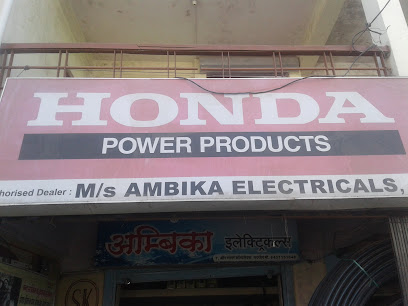 HONDA
POWER PRODUCTS
horised Dealer : M/s AMBIKA ELECTRICALS,
अम्बिका इलेक्ट्रिकल्स
SK